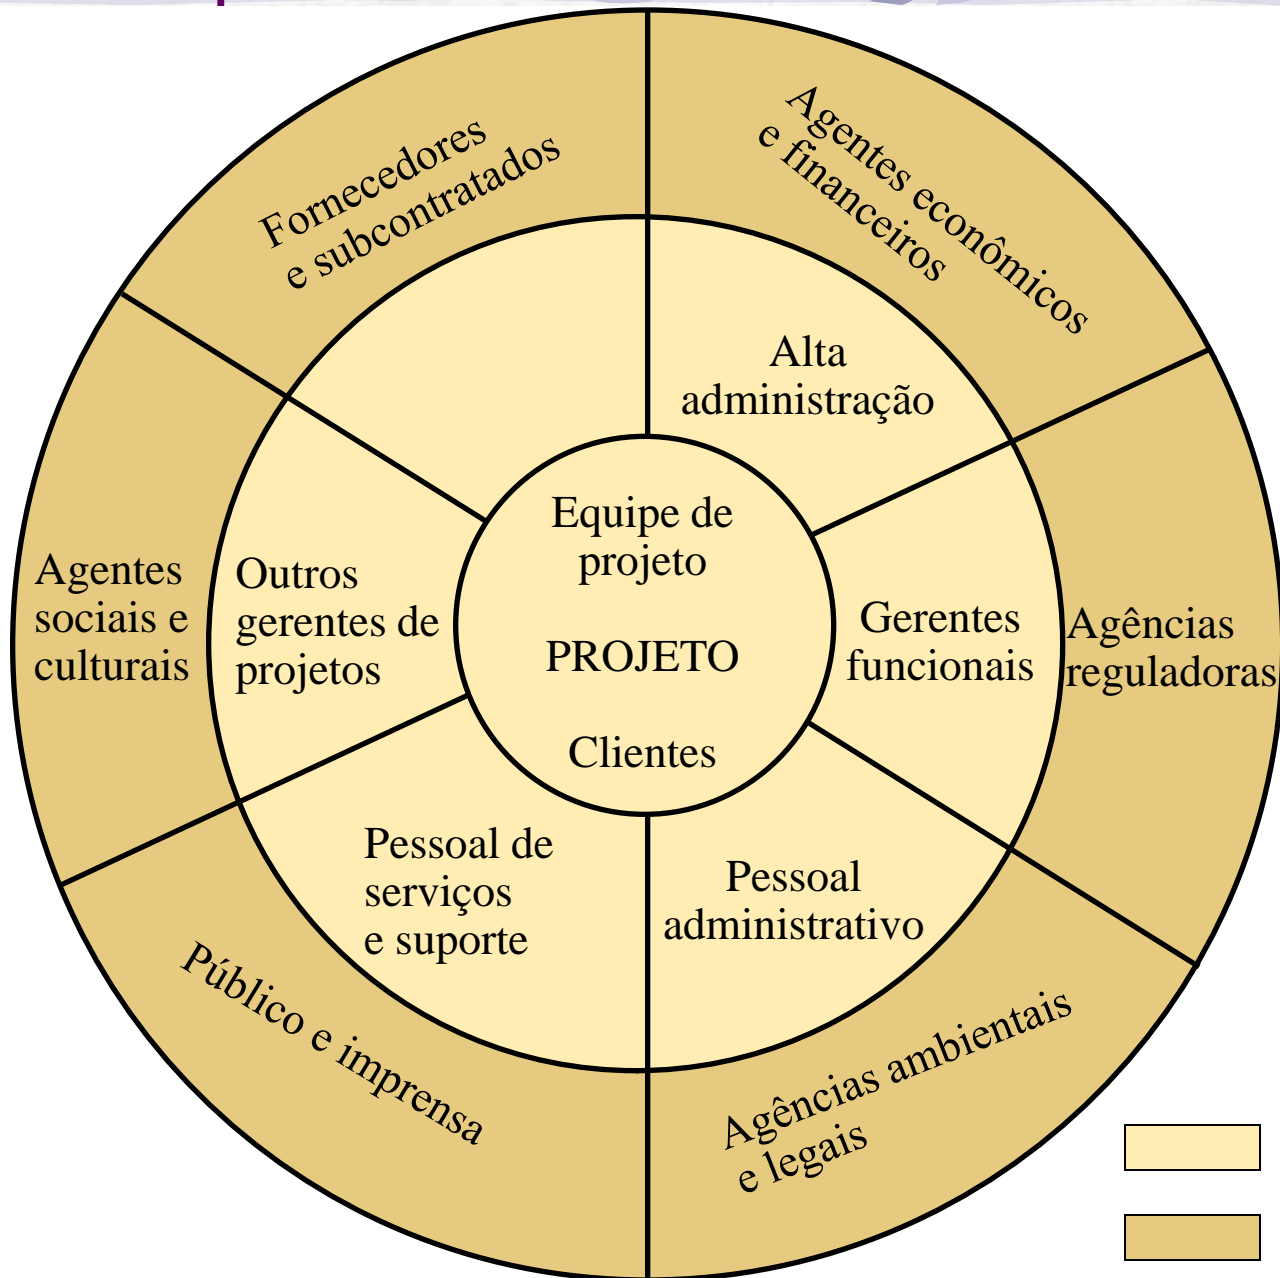 Fornecedores
e subcontratados
Agentes econômicos
e financeiros
Alta
administração
Equipe de
projeto
PROJETO
Clientes
Agentes
sociais e
culturais
Outros
gerentes de
projetos
Gerentes
funcionais
Agências
reguladoras
Pessoal de
serviços
e suporte
Pessoal
administrativo
Público e imprensa
Agências ambientais
e legais